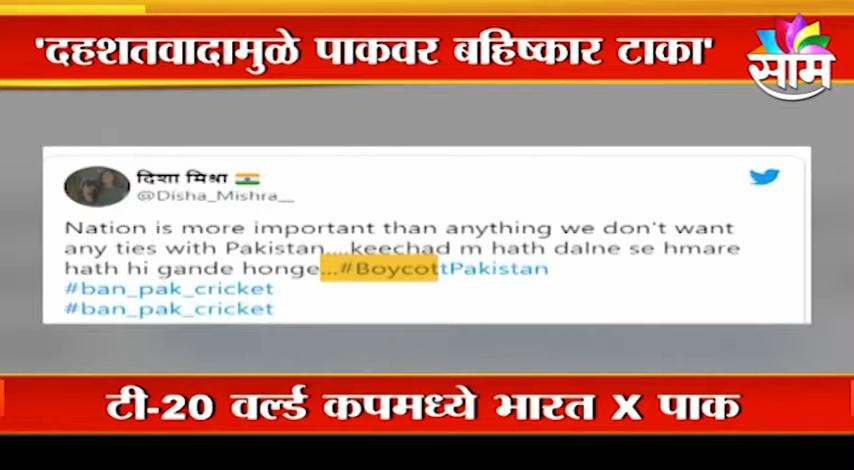 'दहशतवादामुळे पाकवर बहिष्कार टाका'
साम
दिशा मिश्रा
@Disha_Mishra__
Nation is more important than anything we don't want
any ties with Pakistan....keechad m hath dalne se hmare
hath hi gande honge...#BoycottPakistan
#ban_pak_cricket
#ban_pak_cricket
टी-20 वर्ल्ड कपमध्ये भारत X पाक